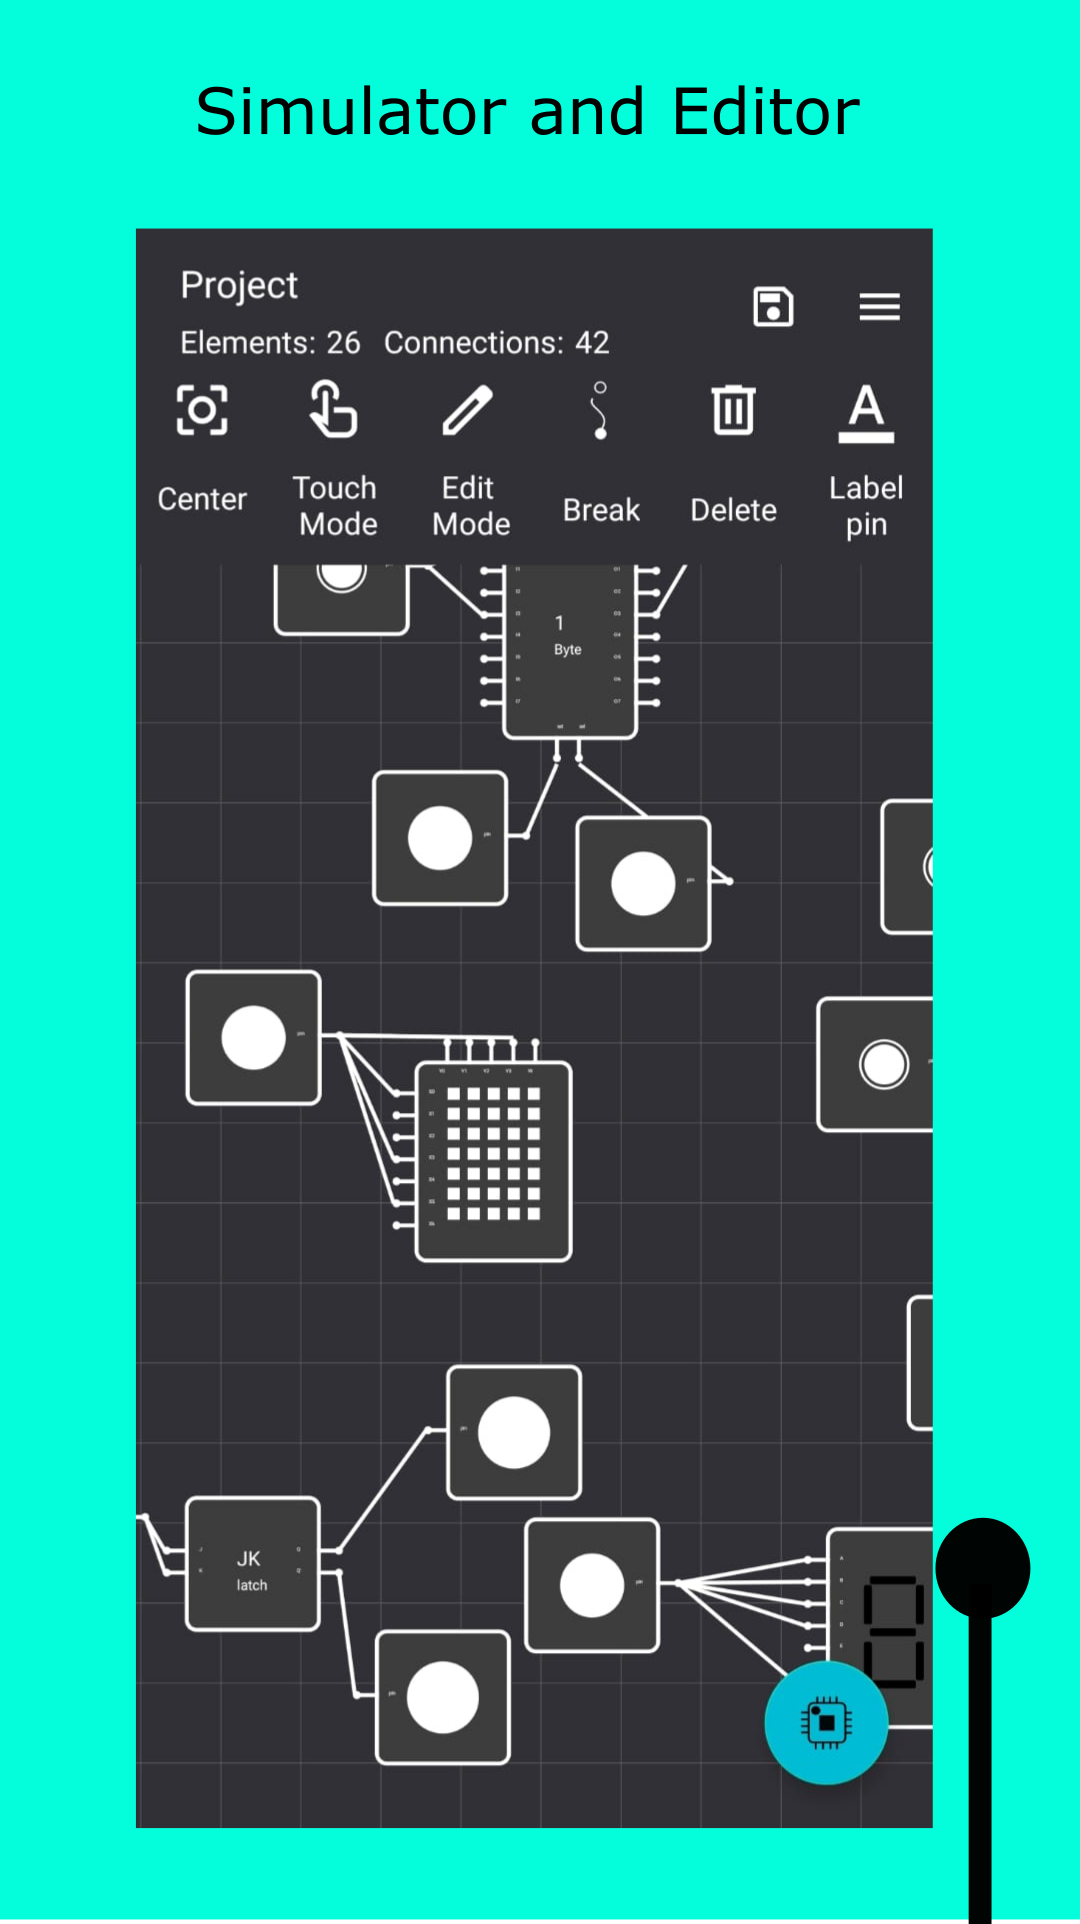 Simulator and Editor
Project
Elements: 26 Connections: 42
Center
Touch
Mode
Edit
Mode
Break
Delete
Label
pin
1
Byte
JK
latch